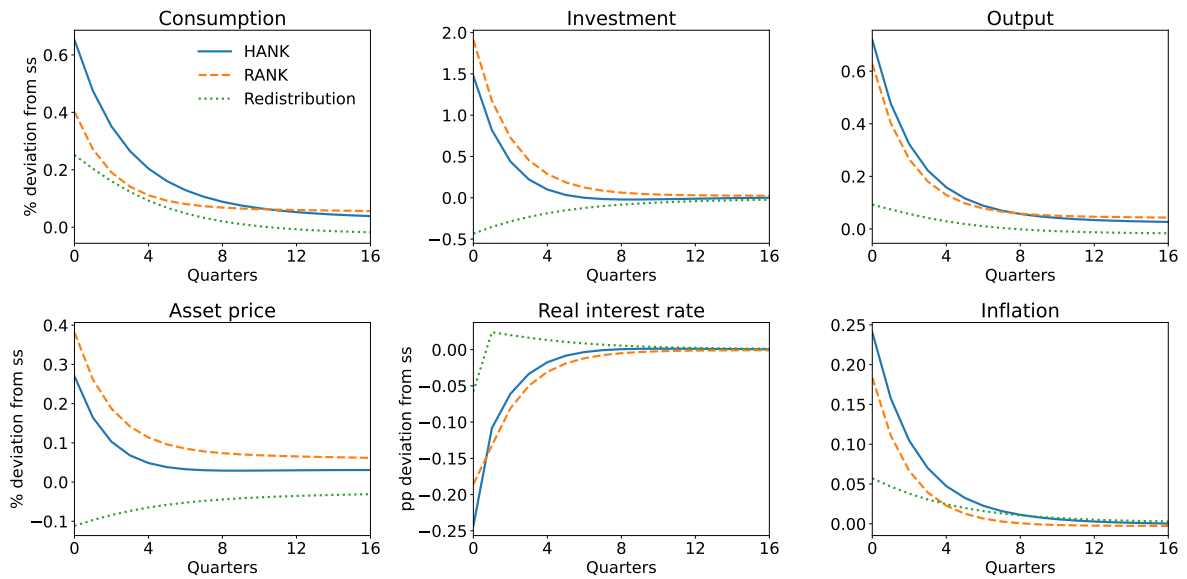 Consumption
% deviation from ss
0.6
0.4
0.2
0.0
HANK
RANK
Redistribution
0 4 8 12 16
Quarters
Investment
2.0
1.5
1.0
0.5
0.0
−0.5
0 4 8 12 16
Quarters
Output
0.6
0.4
0.2
0.0
0 4 8 12 16
Quarters
Asset price
% deviation from ss
0.4
0.3
0.2
0.1
0.0
−0.1
0 4 8 12 16
Quarters
Real interest rate
pp deviation from ss
0.00
−0.05
−0.10
−0.15
−0.20
−0.25
0 4 8 12 16
Quarters
Inflation
0.25
0.20
0.15
0.10
0.05
0.00
0 4 8 12 16
Quarters